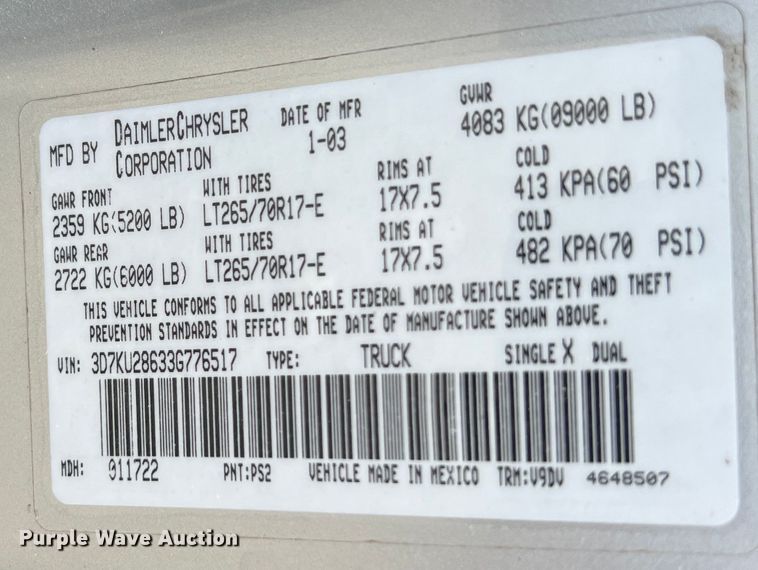 MFD BY DAIMLERCHRYSLER CORPORATION DATE OF MFR 1-03 GVWR 4083 KG(09000 LB)
GAWR FRONT WITH TIRES RIMS AT COLD
2359 KG(5200 LB) LT265/70R17-E 17X7.5 413 KPA(60 PSI)
GAWR REAR WITH TIRES RIMS AT COLD
2722 KG(6000 LB) LT265/70R17-E 17X7.5 482 KPA(70 PSI)
THIS VEHICLE CONFORMS TO ALL APPLICABLE FEDERAL MOTOR VEHICLE SAFETY AND THEFT
PREVENTION STANDARDS IN EFFECT ON THE DATE OF MANUFACTURE SHOWN ABOVE.
VIN: 3D7KU28633G776517 TYPE: TRUCK SINGLE X DUAL
MDH: 011722 PNT:PS2 VEHICLE MADE IN MEXICO TRM:V9DV 4648507
Purple Wave Auction